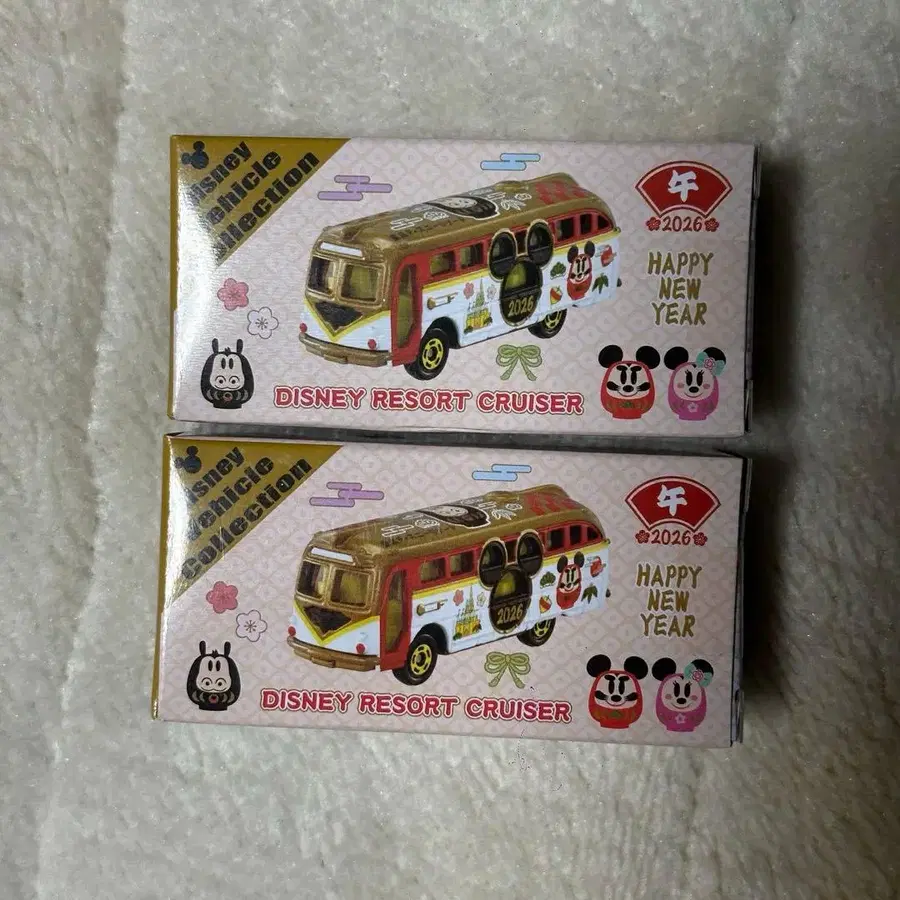 Disney
Vehicle
Collection
午
2026
HAPPY
NEW
YEAR
2026
DISNEY RESORT CRUISER
Disney
Vehicle
Collection
午
2026
HAPPY
NEW
YEAR
2026
DISNEY RESORT CRUISER